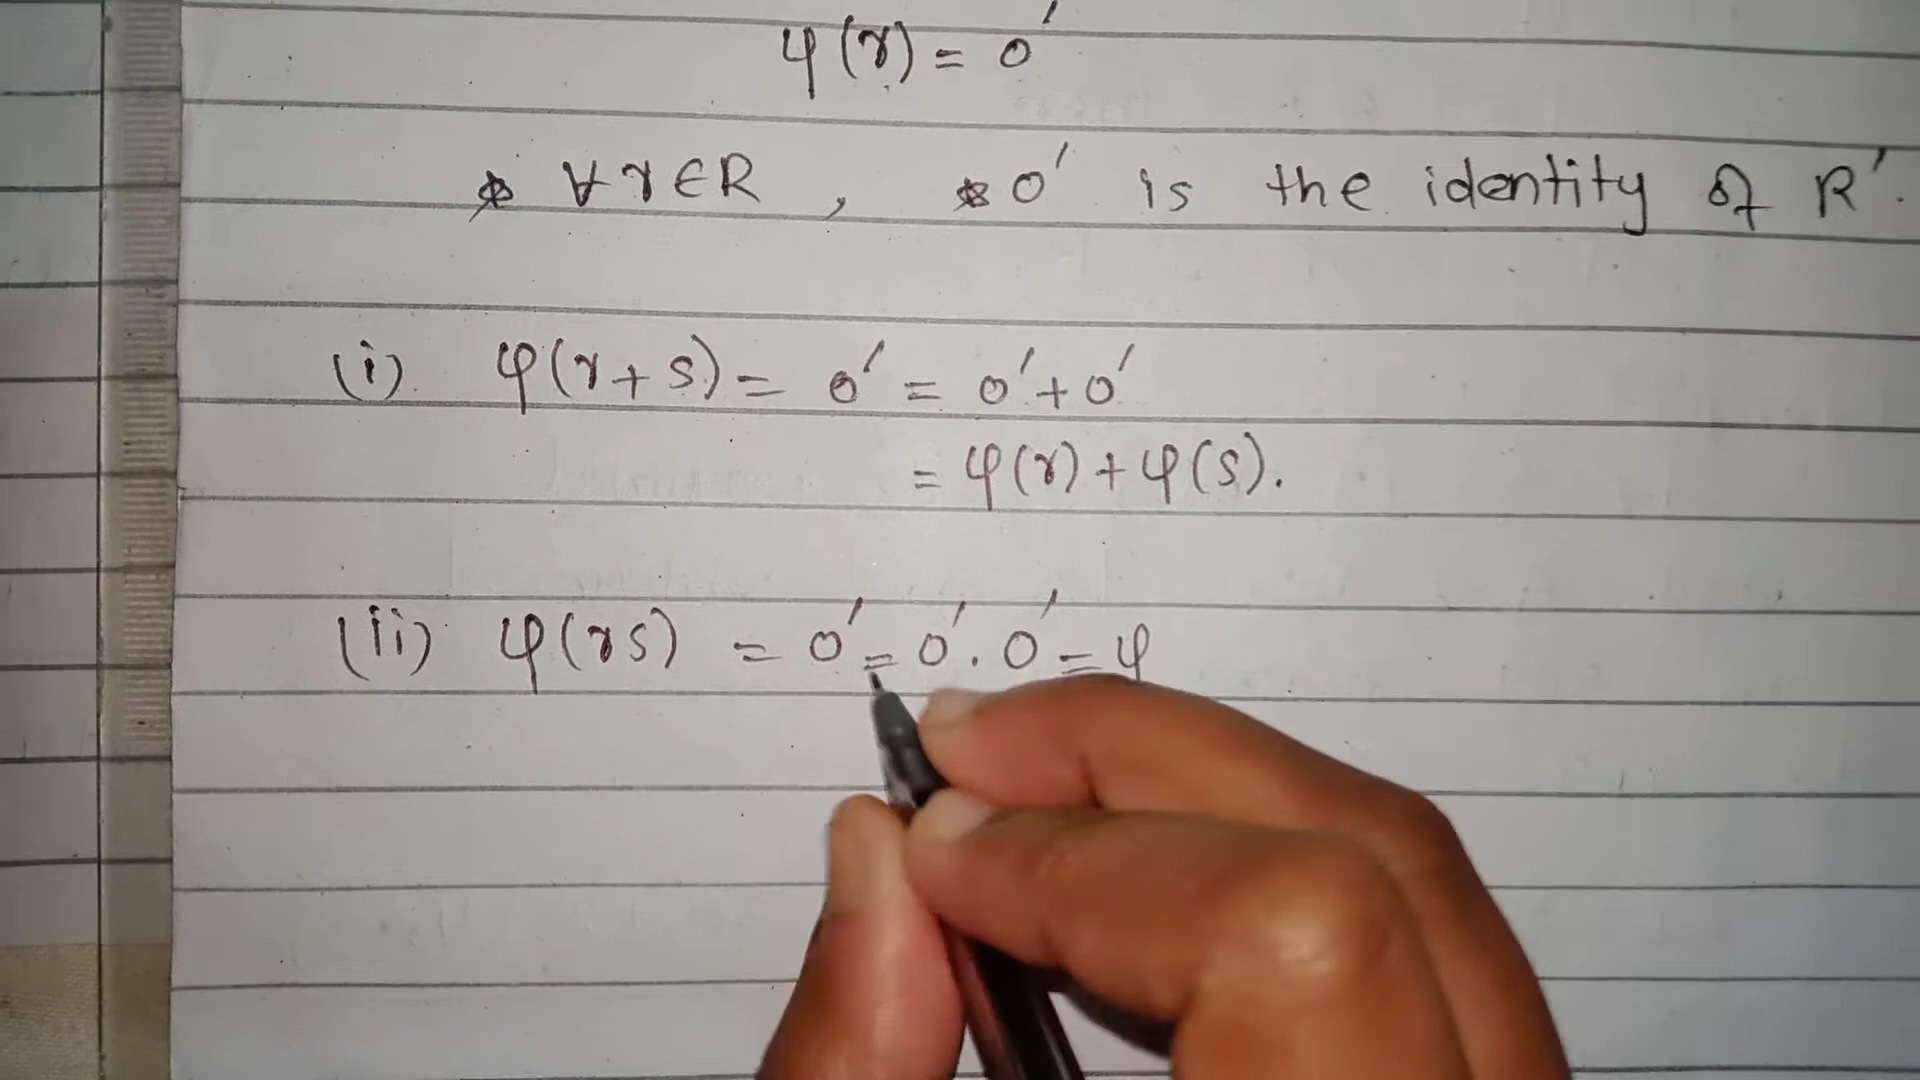 φ(r) = 0′
∀ r ∈ R , 0′ is the identity of R′.
(i) φ(r+s) = 0′ = 0′+0′
= φ(r) + φ(s).
(ii) φ(rs) = 0′ = 0′.0′ = φ